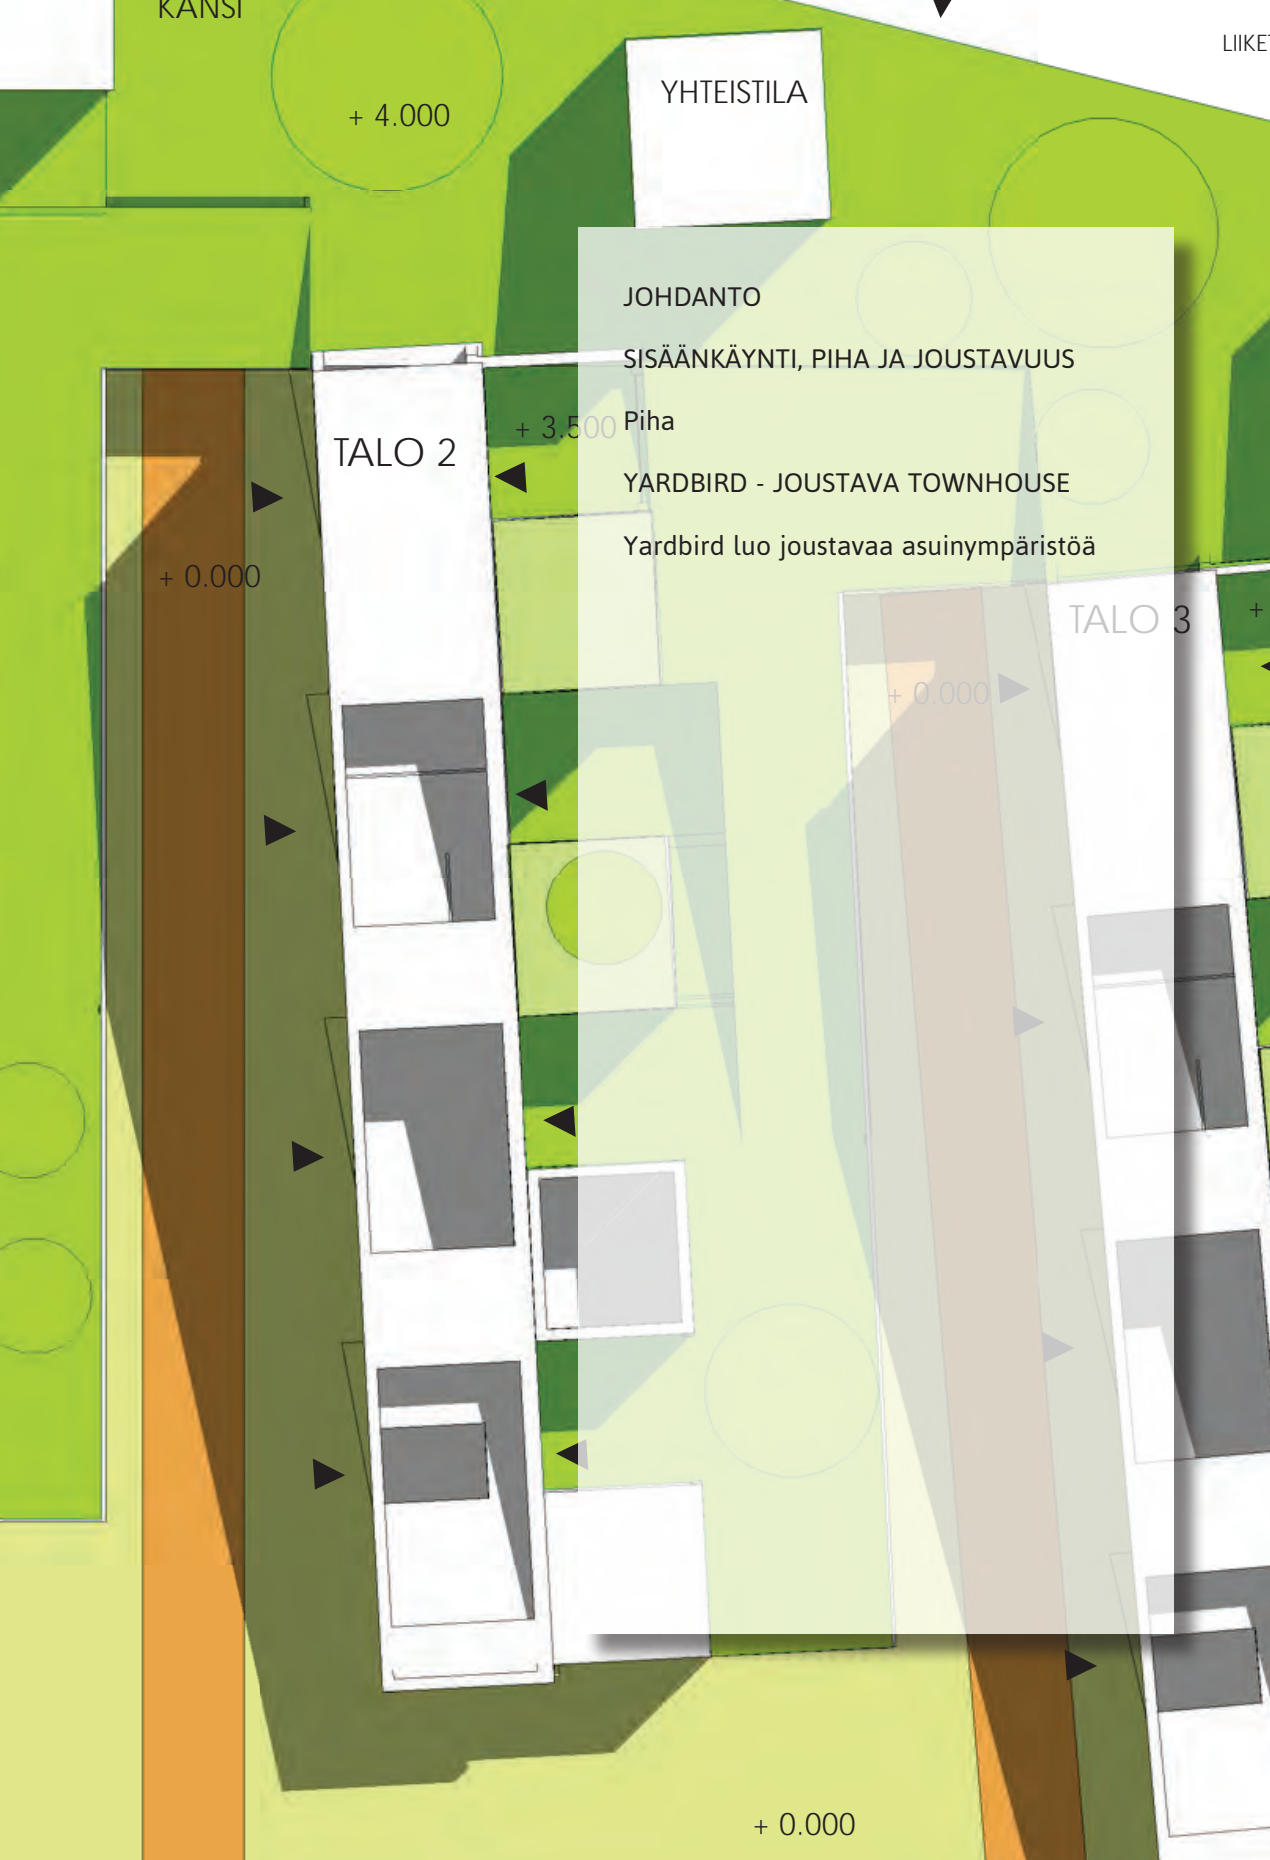 KANSI
LIIKET
+ 4.000
YHTEISTILA
JOHDANTO
SISÄÄNKÄYNTI, PIHA JA JOUSTAVUUS
+ 3.500
Piha
TALO 2
YARDBIRD - JOUSTAVA TOWNHOUSE
Yardbird luo joustavaa asuinympäristöä
+ 0.000
TALO 3
+
+ 0.000
+ 0.000